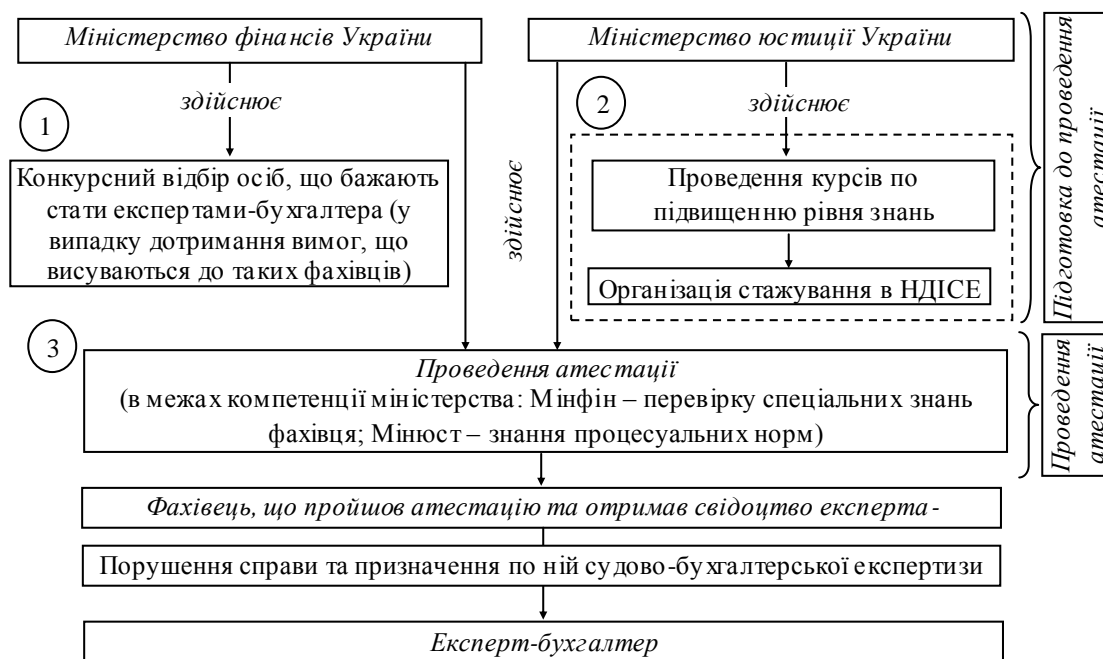 Міністерство фінансів України
Міністерство юстиції України
здійснює
здійснює
1
2
здійснює
Конкурсний відбір осіб, що бажають
стати експертами-бухгалтера (у
випадку дотримання вимог, що
висуваються до таких фахівців)
Проведення курсів по
підвищенню рівня знань
Організація стажування в НДІСЕ
Підготовка до проведення
атестації
3
Проведення атестації
(в межах компетенції міністерства: Мінфін – перевірку спеціальних знань
фахівця; Мінюст – знання процесуальних норм)
Проведення
атестації
Фахівець, що пройшов атестацію та отримав свідоцтво експерта-
Порушення справи та призначення по ній судово-бухгалтерської експертизи
Експерт-бухгалтер